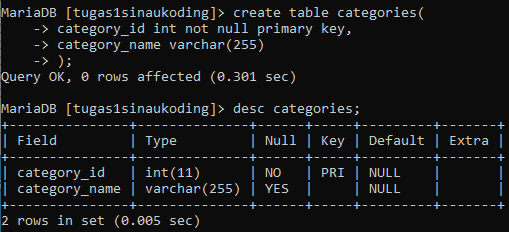 MariaDB [tugas1sinaukoding]> create table categories(
    -> category_id int not null primary key,
    -> category_name varchar(255)
    -> );
Query OK, 0 rows affected (0.301 sec)

MariaDB [tugas1sinaukoding]> desc categories;
+---------------+--------------+------+-----+---------+-------+
| Field         | Type         | Null | Key | Default | Extra |
+---------------+--------------+------+-----+---------+-------+
| category_id   | int(11)      | NO   | PRI | NULL    |       |
| category_name | varchar(255) | YES  |     | NULL    |       |
+---------------+--------------+------+-----+---------+-------+
2 rows in set (0.005 sec)